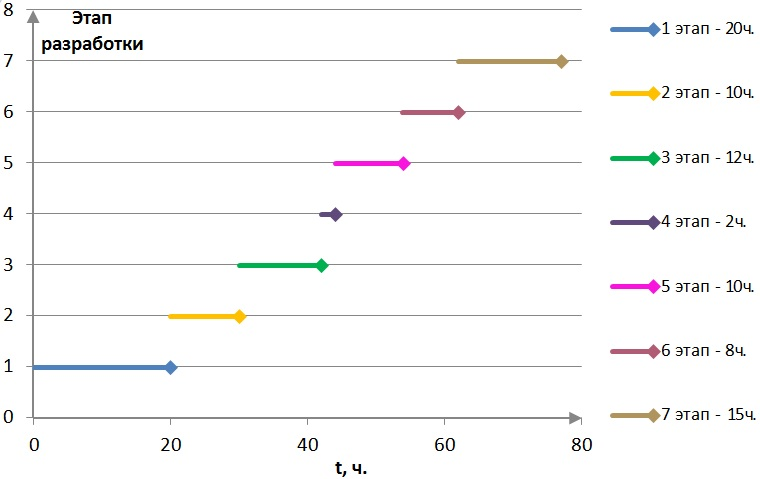 8
7
6
5
4
3
2
1
0
Этап
разработки
0 20 40 60 80
t, ч.
1 этап - 20ч.
2 этап - 10ч.
3 этап - 12ч.
4 этап - 2ч.
5 этап - 10ч.
6 этап - 8ч.
7 этап - 15ч.